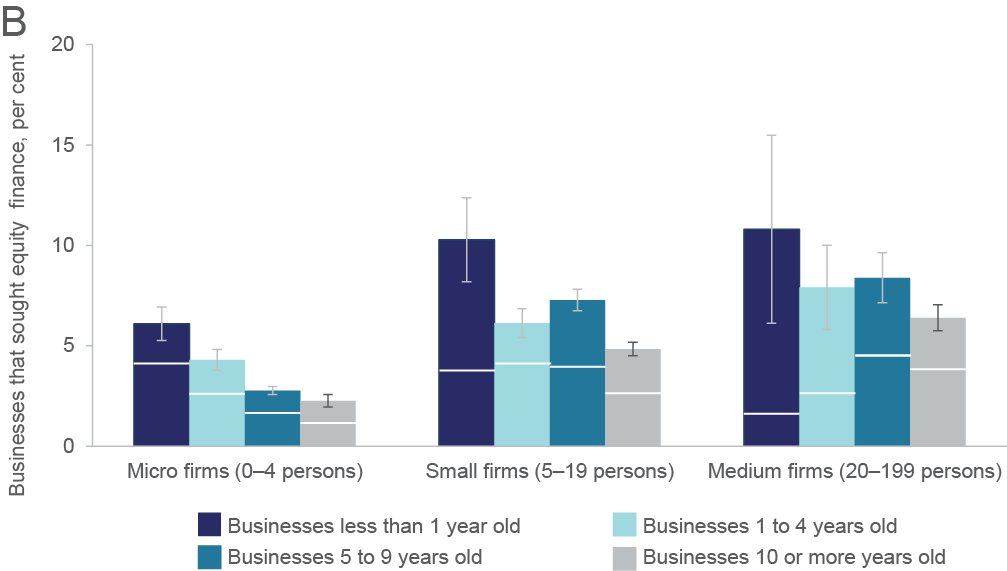 B
Businesses that sought equity finance, per cent
20
15
10
5
0
Micro firms (0–4 persons)
Small firms (5–19 persons)
Medium firms (20–199 persons)
Businesses less than 1 year old
Businesses 1 to 4 years old
Businesses 5 to 9 years old
Businesses 10 or more years old